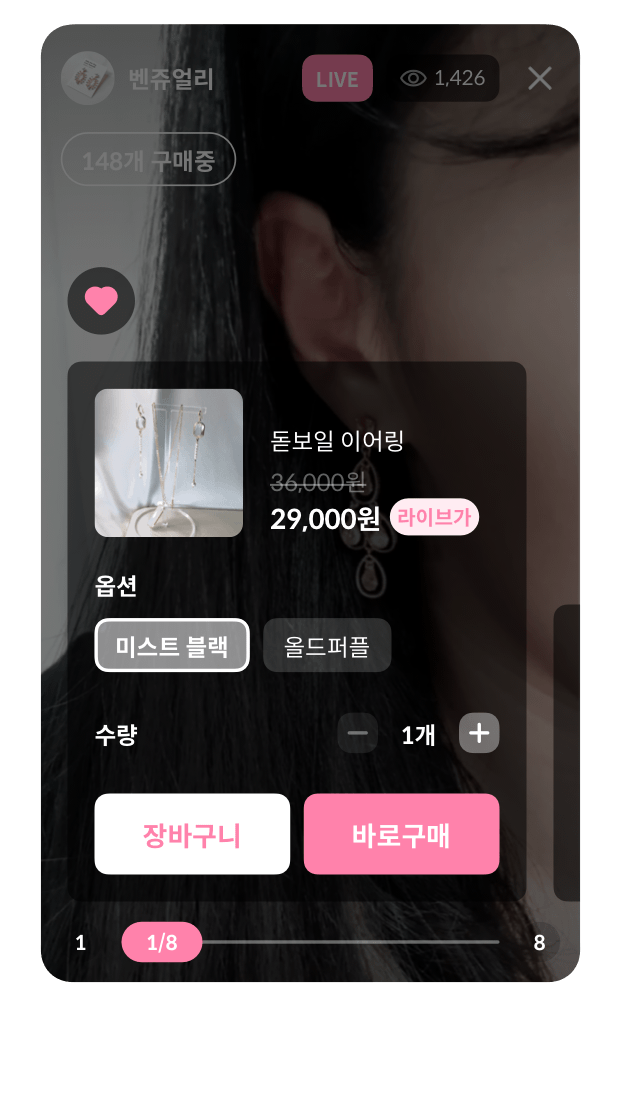 벤쥬얼리
LIVE
1,426
148개 구매중
돋보일 이어링
36,000원
29,000원 라이브가
옵션
미스트 블랙
올드퍼플
수량
1개
장바구니
바로구매
1
1/8
8